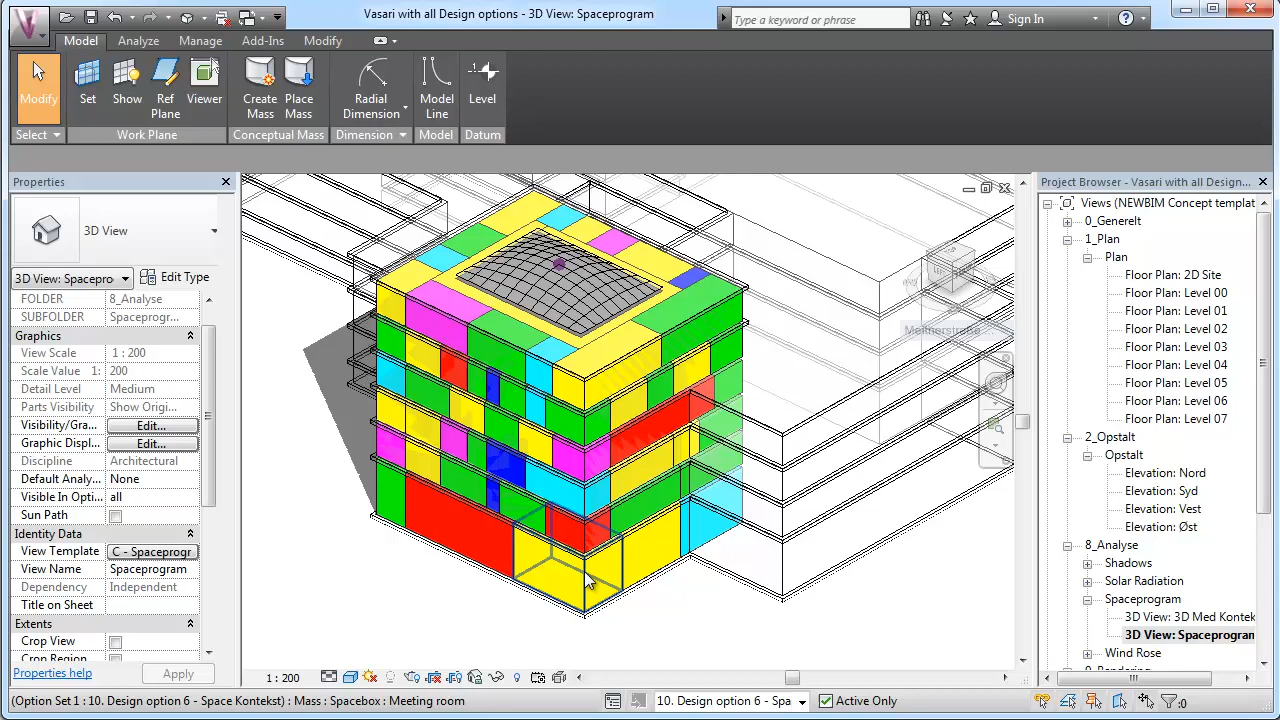 Vasari with all Design options - 3D View: Spaceprogram
Type a keyword or phrase
Sign In
Model Analyze Manage Add-Ins Modify
Modify
Set
Show
Ref Plane
Viewer
Create Mass
Place Mass
Radial Dimension
Model Line
Level
Select
Work Plane
Conceptual Mass
Dimension
Model
Datum
Properties
3D View
3D View: Spacepro
Edit Type
FOLDER 8_Analyse
SUBFOLDER Spaceprogr...
Graphics
View Scale 1 : 200
Scale Value 1: 200
Detail Level Medium
Parts Visibility Show Origi...
Visibility/Gra... Edit...
Graphic Displ... Edit...
Discipline Architectural
Default Analy... None
Visible In Opti... all
Sun Path
Identity Data
View Template C - Spaceprogr
View Name Spaceprogram
Dependency Independent
Title on Sheet
Extents
Crop View
Crop Region
Properties help
Apply
Project Browser - Vasari with all Design...
Views (NEWBIM Concept templat
0_Generelt
1_Plan
Plan
Floor Plan: 2D Site
Floor Plan: Level 00
Floor Plan: Level 01
Floor Plan: Level 02
Floor Plan: Level 03
Floor Plan: Level 04
Floor Plan: Level 05
Floor Plan: Level 06
Floor Plan: Level 07
2_Opstalt
Opstalt
Elevation: Nord
Elevation: Syd
Elevation: Vest
Elevation: Øst
8_Analyse
Shadows
Solar Radiation
Spaceprogram
3D View: 3D Med Kontek
3D View: Spaceprogram
Wind Rose
1 : 200
(Option Set1 : 10. Design option 6 - Space Kontekst) : Mass : Spacebox : Meeting room
10. Design option 6 - Spa
Active Only
:0